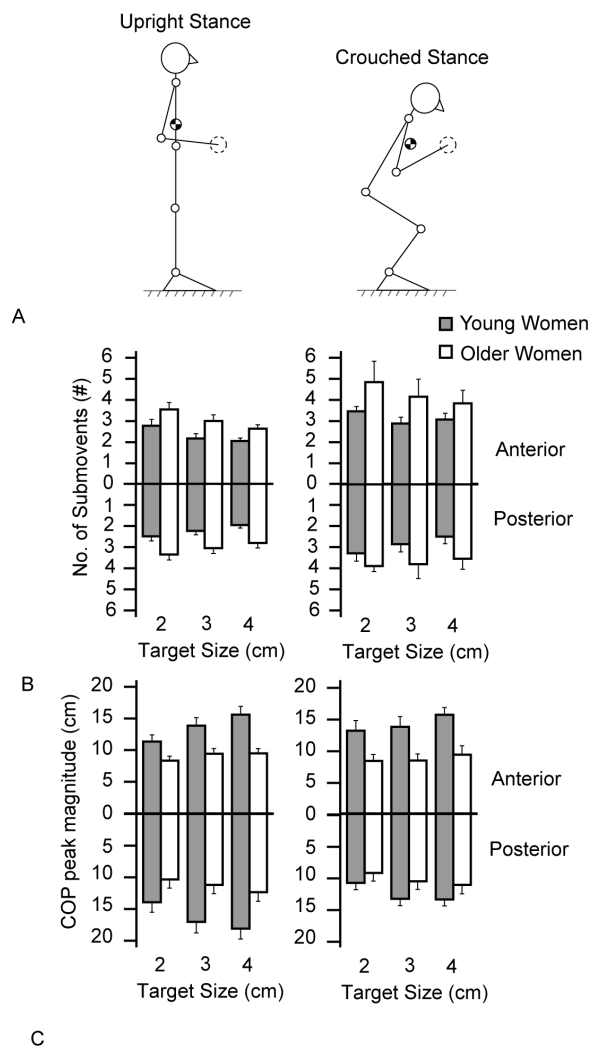 Upright Stance
Crouched Stance
A
Young Women
Older Women
No. of Submovents (#)
6
5
4
3
2
1
0
1
2
3
4
5
6
2 3 4
Target Size (cm)
6
5
4
3
2
1
0
1
2
3
4
5
6
2 3 4
Target Size (cm)
Anterior
Posterior
B
COP peak magnitude (cm)
20
15
10
5
0
5
10
15
20
2 3 4
Target Size (cm)
20
15
10
5
0
5
10
15
20
2 3 4
Target Size (cm)
Anterior
Posterior
C